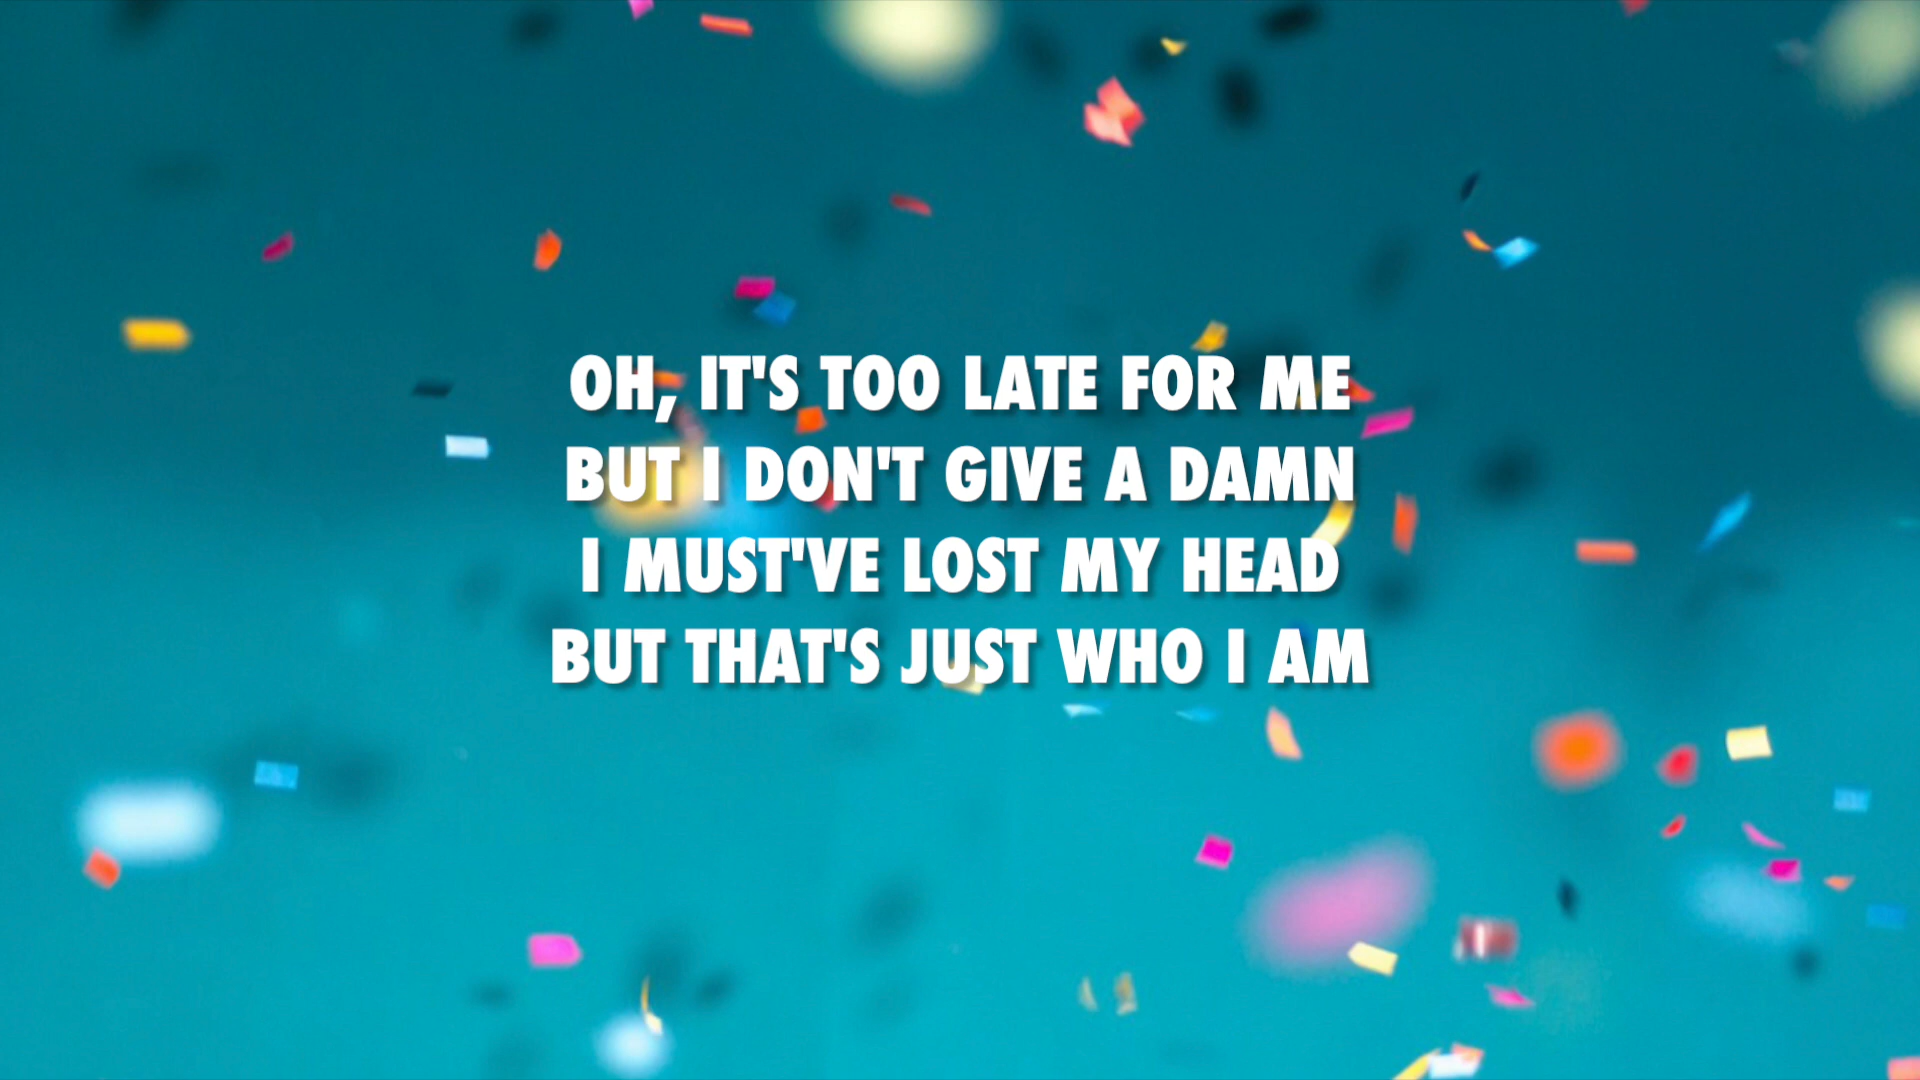 OH, IT'S TOO LATE FOR ME
BUT I DON'T GIVE A DAMN
I MUST'VE LOST MY HEAD
BUT THAT'S JUST WHO I AM